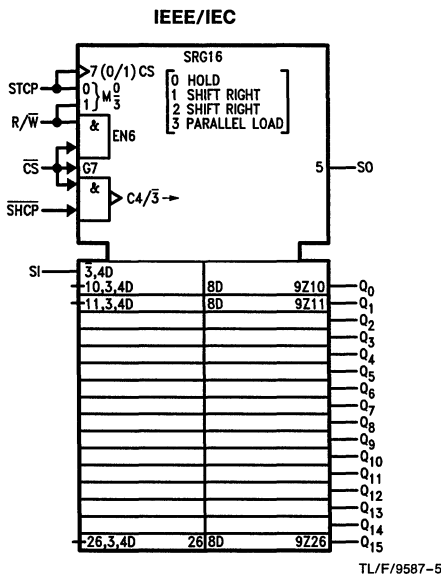 IEEE/IEC
SRG16
STCP
7 (0/1) CS
0
1 } M 0/3
R/W̅
&
EN6
C̅S̅
G7
&
S̅H̅C̅P̅
C4/3̅ →
0 HOLD
1 SHIFT RIGHT
2 SHIFT RIGHT
3 PARALLEL LOAD
5 SO
SI 3̅,4D
10,3,4D 8D 9Z10 Q0
11,3,4D 8D 9Z11 Q1
Q2
Q3
Q4
Q5
Q6
Q7
Q8
Q9
Q10
Q11
Q12
Q13
Q14
26,3,4D 26 8D 9Z26 Q15
TL/F/9587–5